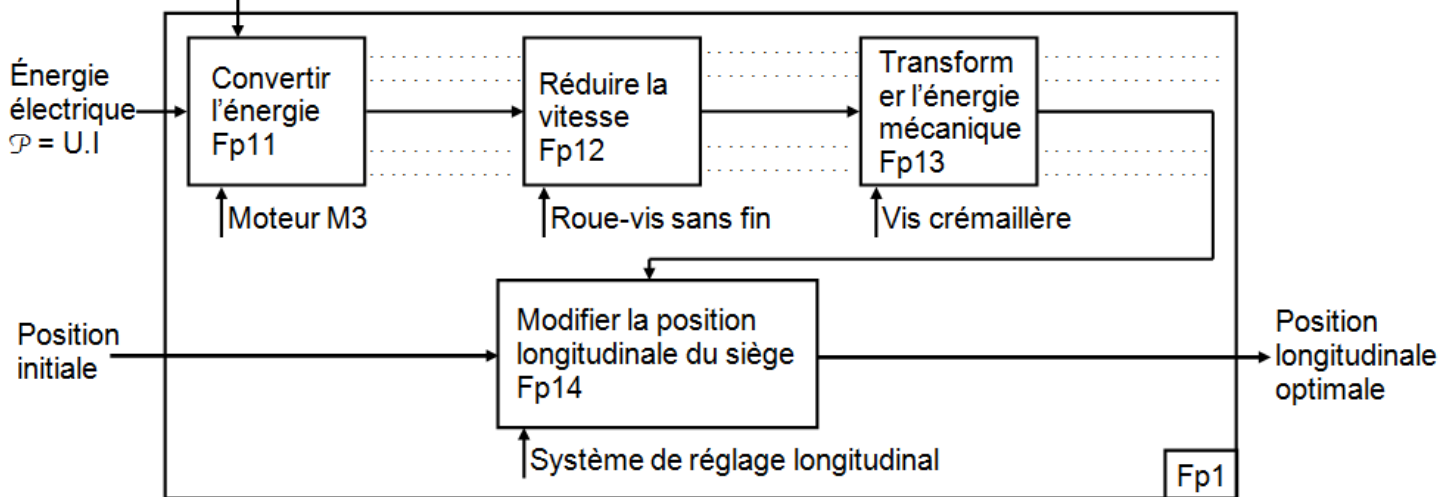 Énergie
électrique
𝒫 = U.I
Convertir
l’énergie
Fp11
Réduire la
vitesse
Fp12
Transform
er l’énergie
mécanique
Fp13
Moteur M3
Roue-vis sans fin
Vis crémaillère
Position
initiale
Modifier la position
longitudinale du siège
Fp14
Position
longitudinale
optimale
Système de réglage longitudinal
Fp1